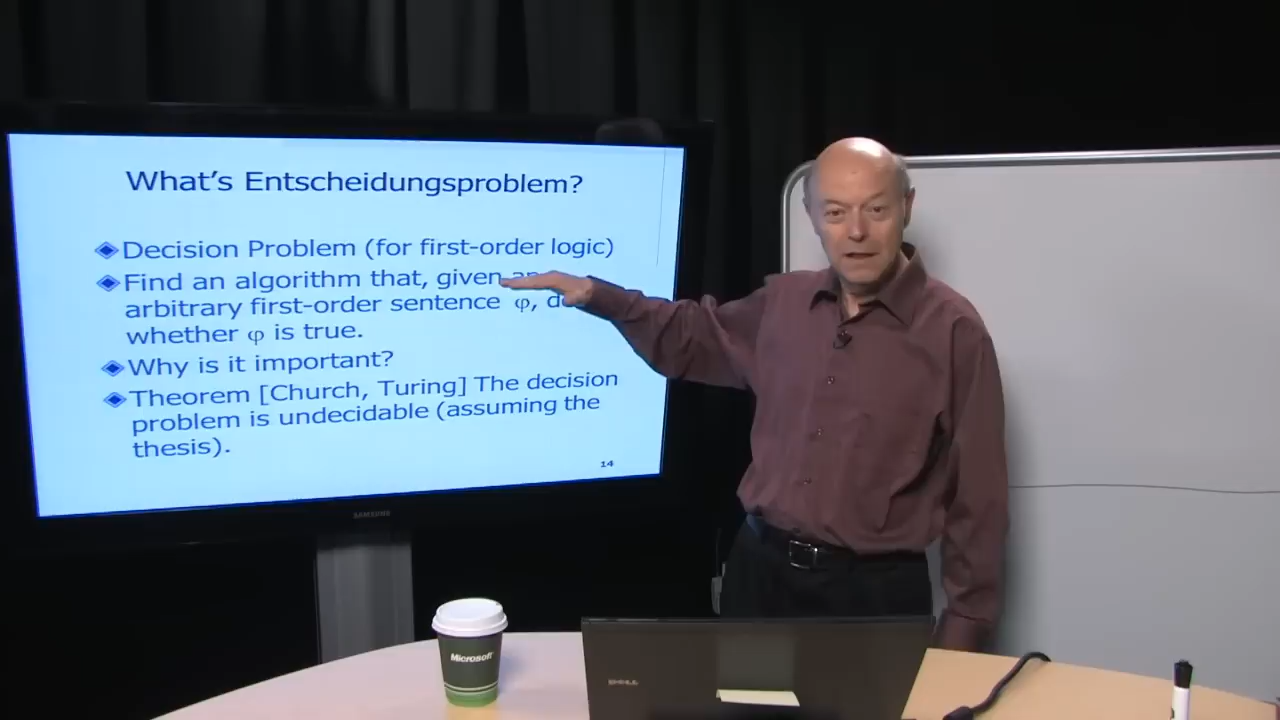 What's Entscheidungsproblem?
Decision Problem (for first-order logic)
Find an algorithm that, given
arbitrary first-order sentence φ,
whether φ is true.
Why is it important?
Theorem [Church, Turing] The decision
problem is undecidable (assuming the
thesis).
14
SAMSUNG
Microsoft
DELL